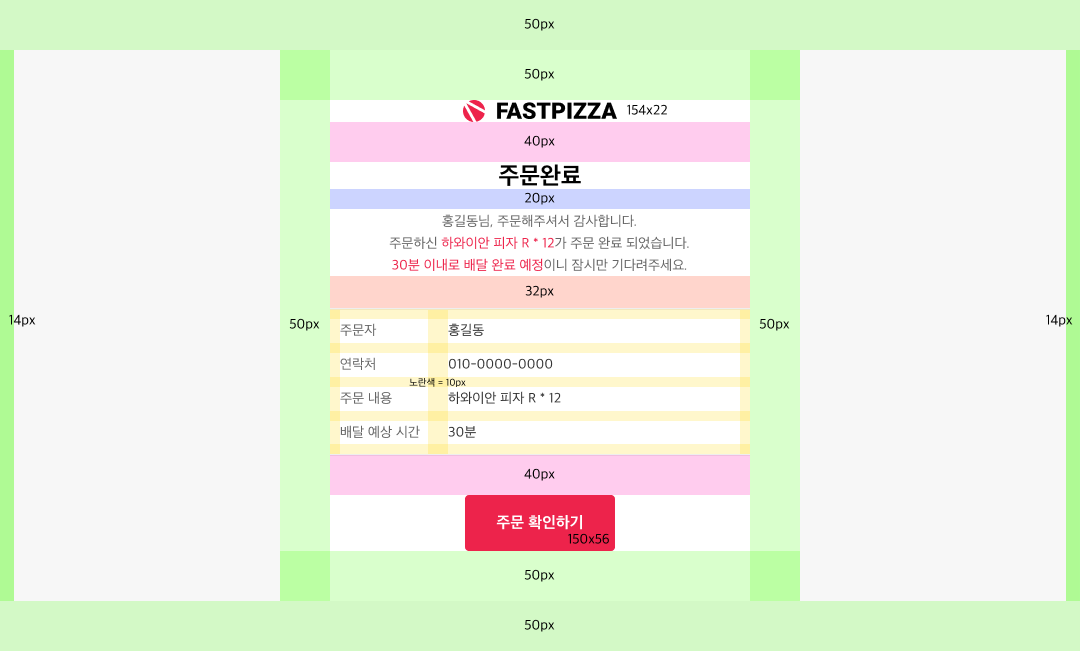 50px
50px
FASTPIZZA 154x22
40px
주문완료
20px
홍길동님, 주문해주셔서 감사합니다.
주문하신 하와이안 피자 R * 12가 주문 완료 되었습니다.
30분 이내로 배달 완료 예정이니 잠시만 기다려주세요.
32px
14px
50px
50px
14px
주문자 홍길동
연락처 010-0000-0000
노란색 = 10px
주문 내용 하와이안 피자 R * 12
배달 예상 시간 30분
40px
주문 확인하기
150x56
50px
50px